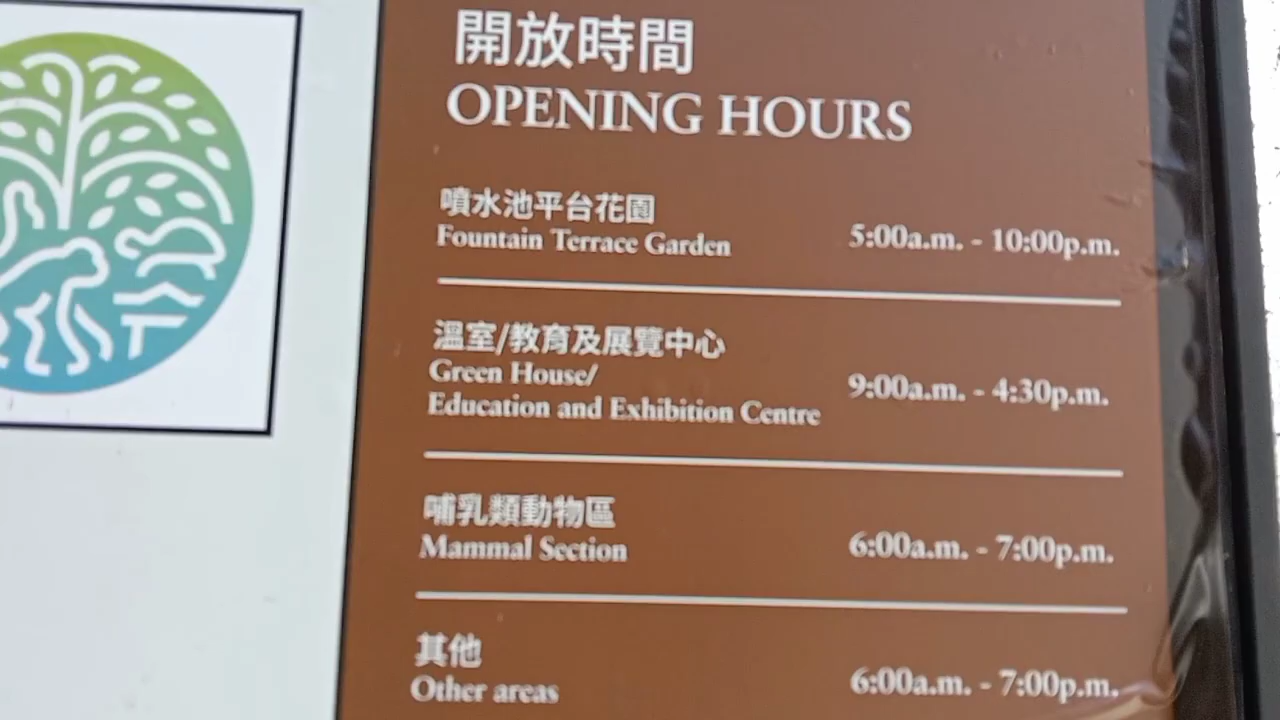 開放時間
OPENING HOURS
噴水池平台花園
Fountain Terrace Garden
5:00a.m. - 10:00p.m.
溫室/教育及展覽中心
Green House/
Education and Exhibition Centre
9:00a.m. - 4:30p.m.
哺乳類動物區
Mammal Section
6:00a.m. - 7:00p.m.
其他
Other areas
6:00a.m. - 7:00p.m.